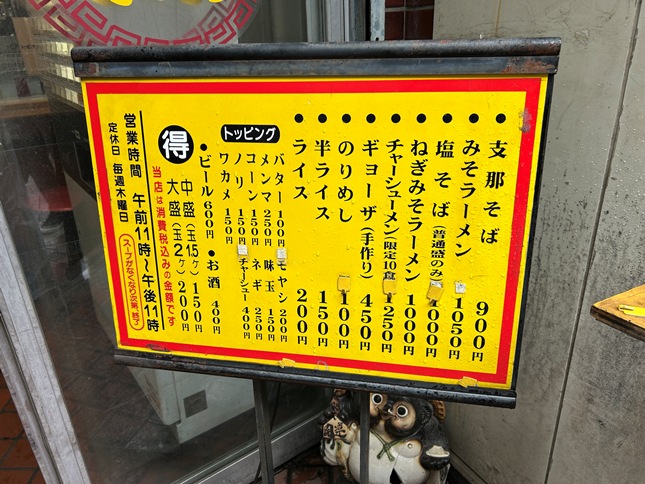 ●支那そば 900円
●みそラーメン 1050円
●塩そば(普通盛のみ) 1000円
●ねぎみそラーメン 1000円
●チャーシューメン(限定10食) 1250円
●ギョーザ(手作り) 450円
●のりめし 100円
●半ライス 150円
●ライス 200円
トッピング
バター 100円 モヤシ 200円
メンマ 250円 味玉 150円
コーン 150円 ネギ 250円
ノリ 150円 チャーシュー 400円
ワカメ 150円
●ビール 600円 ●お酒 400円
得
中盛(玉1.5ケ) 150円
大盛(玉2ケ) 200円
当店は消費税込みの金額です
営業時間 午前11時〜午後11時
定休日 毎週木曜日
スープがなくなり次第、終了